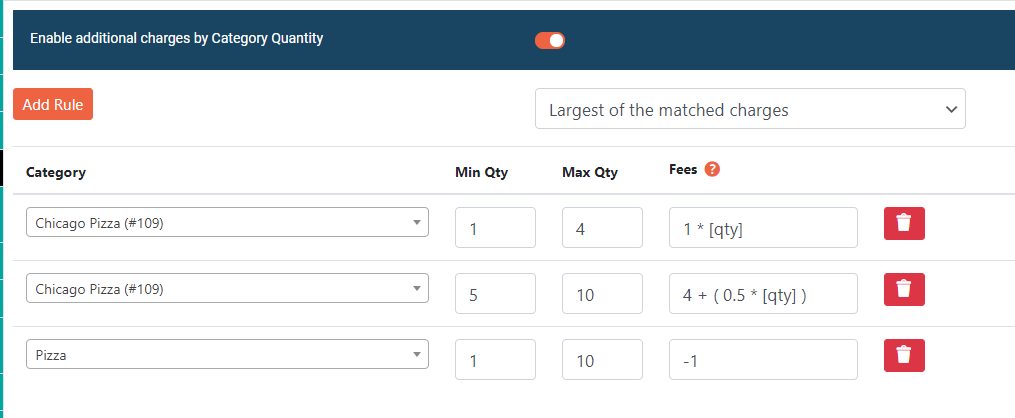 Enable additional charges by Category Quantity
Add Rule
Largest of the matched charges
Category Min Qty Max Qty Fees ?
Chicago Pizza (#109) 1 4 1 * [qty]
Chicago Pizza (#109) 5 10 4 + ( 0.5 * [qty] )
Pizza 1 10 -1